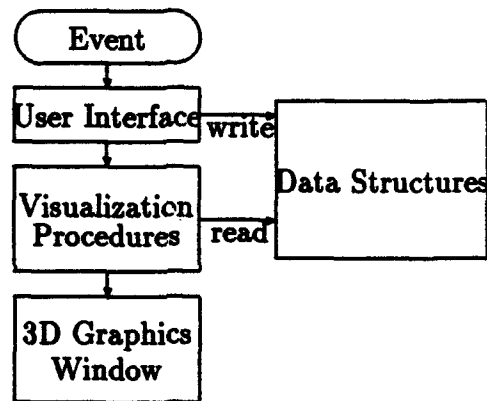 Event
User Interface
write
Data Structures
Visualization
Procedures
read
3D Graphics
Window